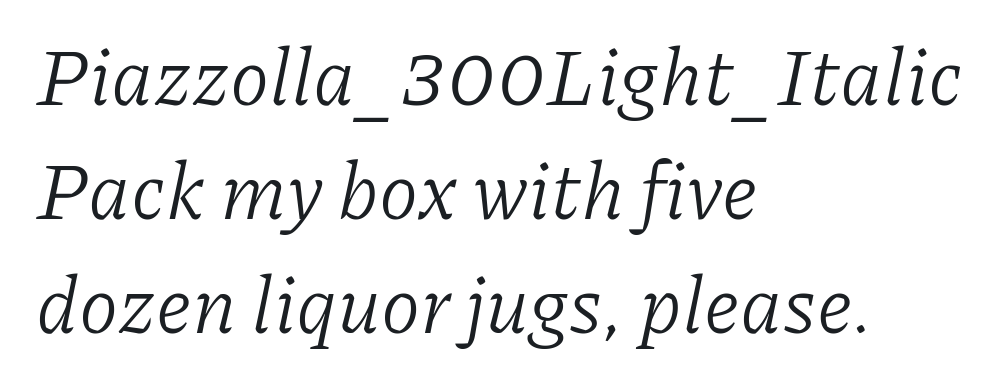 Piazzolla_300Light_Italic
Pack my box with five
dozen liquor jugs, please.